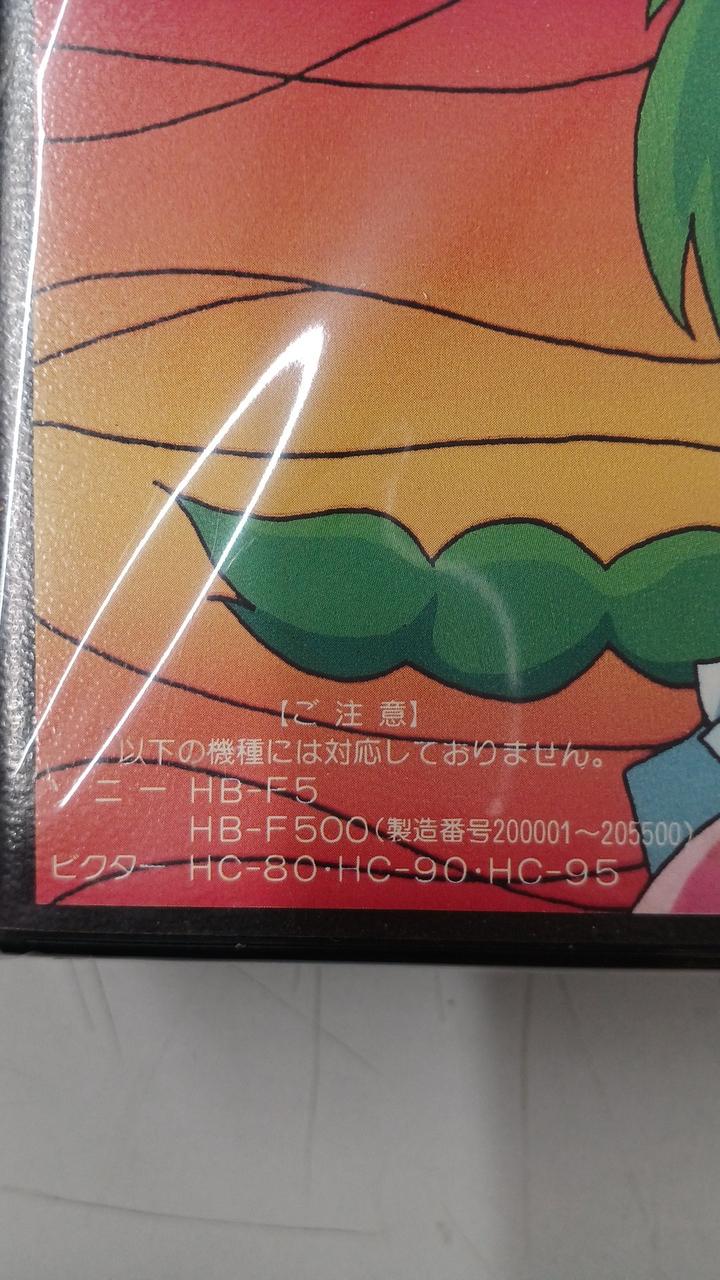 【ご注意】
以下の機種には対応しておりません。
ソニー HB-F5
HB-F500(製造番号200001〜205500)
ビクター HC-80・HC-90・HC-95